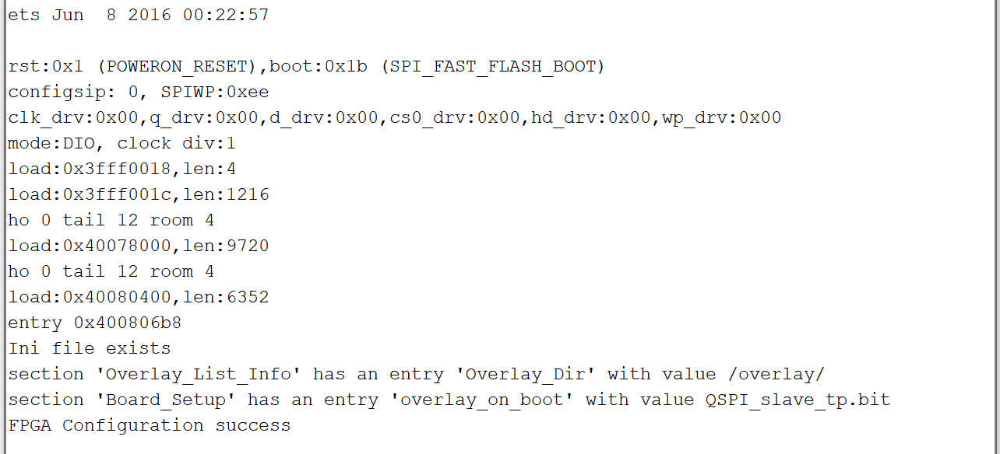 ets Jun  8 2016 00:22:57
rst:0x1 (POWERON_RESET),boot:0x1b (SPI_FAST_FLASH_BOOT)
configsip: 0, SPIWP:0xee
clk_drv:0x00,q_drv:0x00,d_drv:0x00,cs0_drv:0x00,hd_drv:0x00,wp_drv:0x00
mode:DIO, clock div:1
load:0x3fff0018,len:4
load:0x3fff001c,len:1216
ho 0 tail 12 room 4
load:0x40078000,len:9720
ho 0 tail 12 room 4
load:0x40080400,len:6352
entry 0x400806b8
Ini file exists
section 'Overlay_List_Info' has an entry 'Overlay_Dir' with value /overlay/
section 'Board_Setup' has an entry 'overlay_on_boot' with value QSPI_slave_tp.bit
FPGA Configuration success